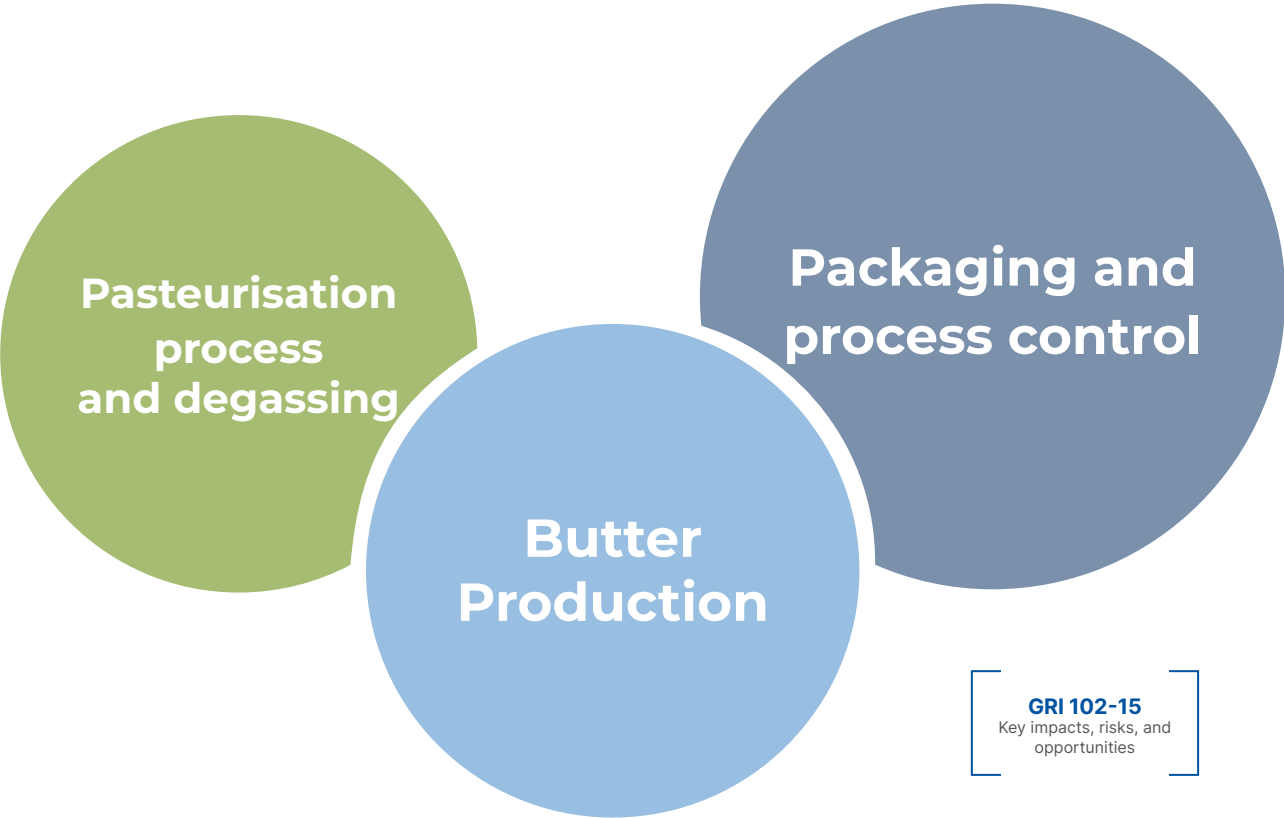 Pasteurisation
process
and degassing
Butter
Production
Packaging and
process control
GRI 102-15
Key impacts, risks, and
opportunities